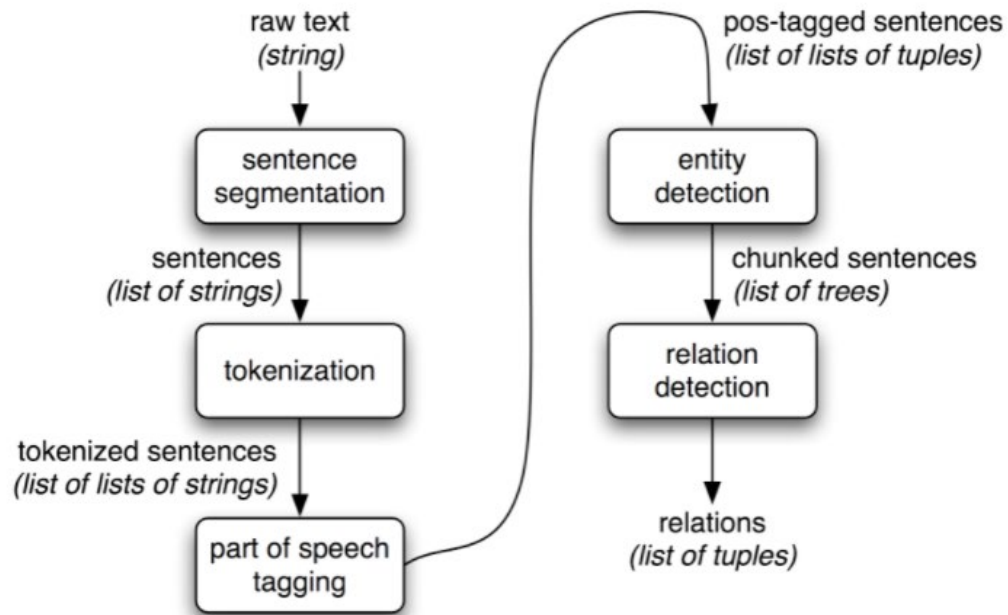 raw text
(string)
sentence
segmentation
sentences
(list of strings)
tokenization
tokenized sentences
(list of lists of strings)
part of speech
tagging
pos-tagged sentences
(list of lists of tuples)
entity
detection
chunked sentences
(list of trees)
relation
detection
relations
(list of tuples)